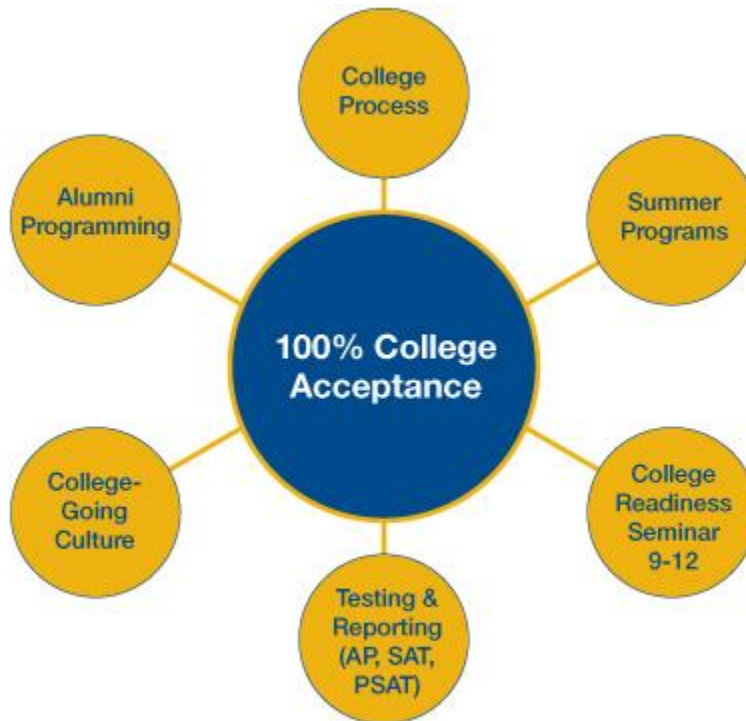 College
Process
Alumni
Programming
Summer
Programs
100% College
Acceptance
College-
Going
Culture
College
Readiness
Seminar
9-12
Testing &
Reporting
(AP, SAT,
PSAT)